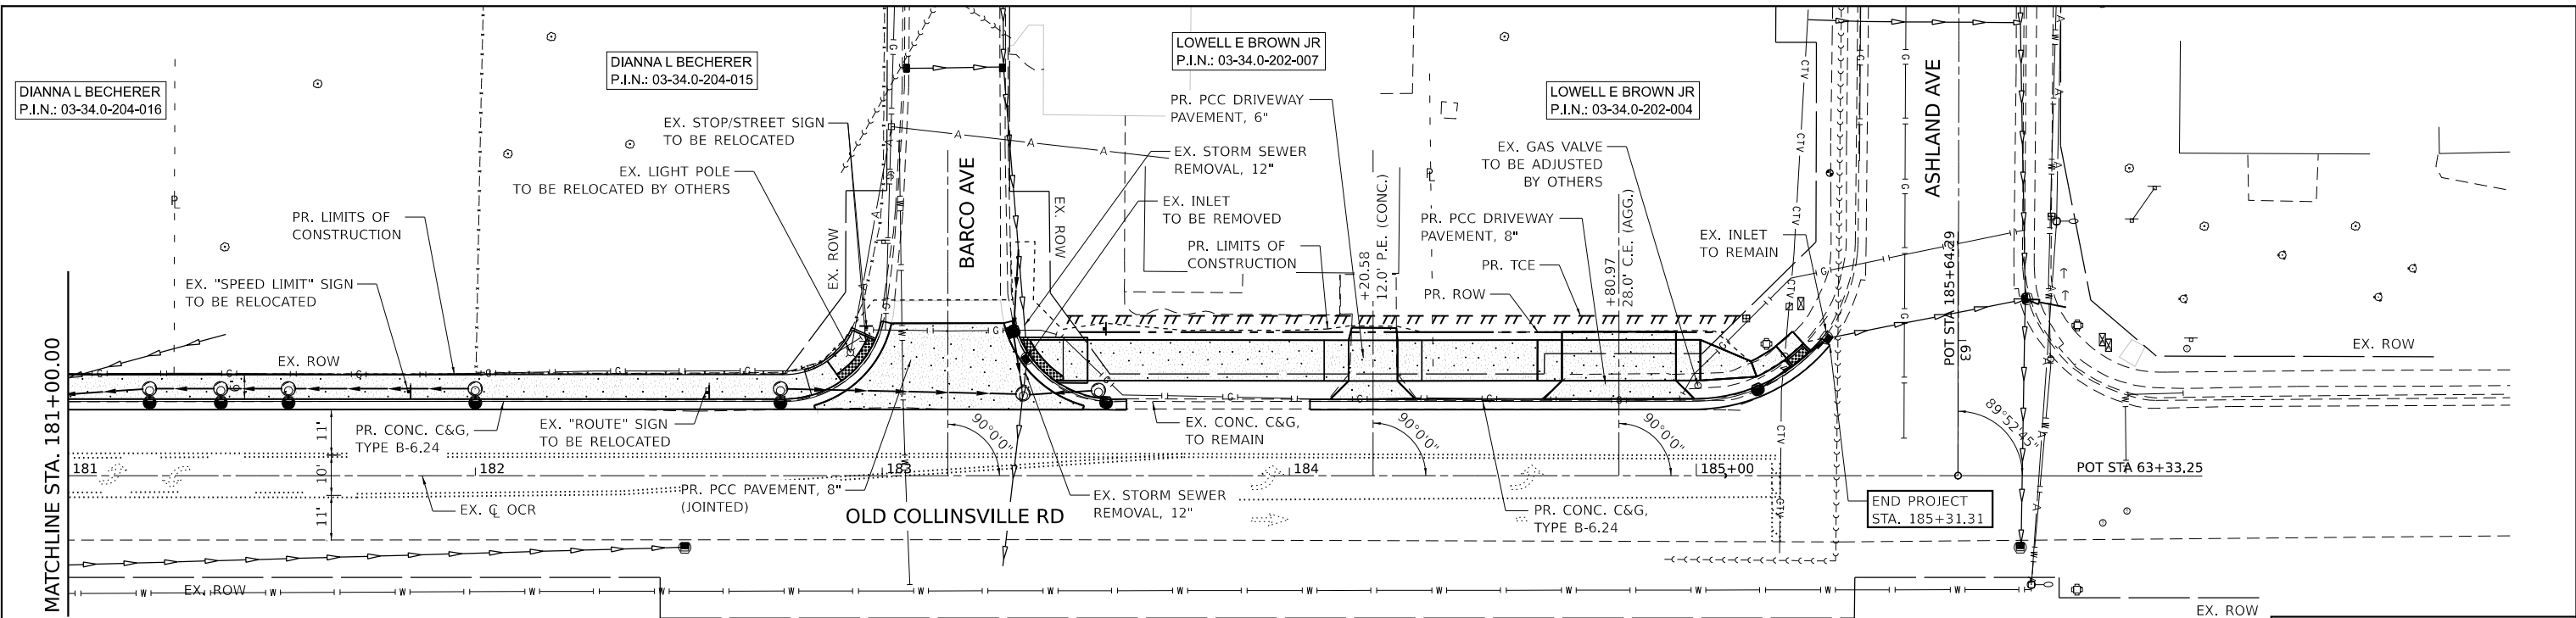 DIANNA L BECHERER
P.I.N.: 03-34.0-204-016
DIANNA L BECHERER
P.I.N.: 03-34.0-204-015
LOWELL E BROWN JR
P.I.N.: 03-34.0-202-007
LOWELL E BROWN JR
P.I.N.: 03-34.0-202-004
PR. LIMITS OF
CONSTRUCTION
EX. "SPEED LIMIT" SIGN
TO BE RELOCATED
EX. ROW
EX. STOP/STREET SIGN
TO BE RELOCATED
EX. LIGHT POLE
TO BE RELOCATED BY OTHERS
EX. ROW
BARCO AVE
EX. ROW
PR. PCC DRIVEWAY
PAVEMENT, 6"
EX. STORM SEWER
REMOVAL, 12"
EX. INLET
TO BE REMOVED
PR. LIMITS OF
CONSTRUCTION
+20.58
12.0' P.E. (CONC.)
EX. GAS VALVE
TO BE ADJUSTED
BY OTHERS
PR. PCC DRIVEWAY
PAVEMENT, 8"
PR. TCE
PR. ROW
+80.97
28.0' C.E. (AGG.)
EX. INLET
TO REMAIN
ASHLAND AVE
POT STA 185+64.29
63
EX. ROW
MATCHLINE STA. 181+00.00
PR. CONC. C&G,
TYPE B-6.24
EX. "ROUTE" SIGN
TO BE RELOCATED
EX. CONC. C&G,
TO REMAIN
90°0'0"
90°0'0"
90°0'0"
89°52'45"
11'
10'
11'
181
182
183
184
185+00
POT STA 63+33.25
EX. ℄ OCR
PR. PCC PAVEMENT, 8"
(JOINTED)
OLD COLLINSVILLE RD
EX. STORM SEWER
REMOVAL, 12"
PR. CONC. C&G,
TYPE B-6.24
END PROJECT
STA. 185+31.31
EX. ROW
EX. ROW